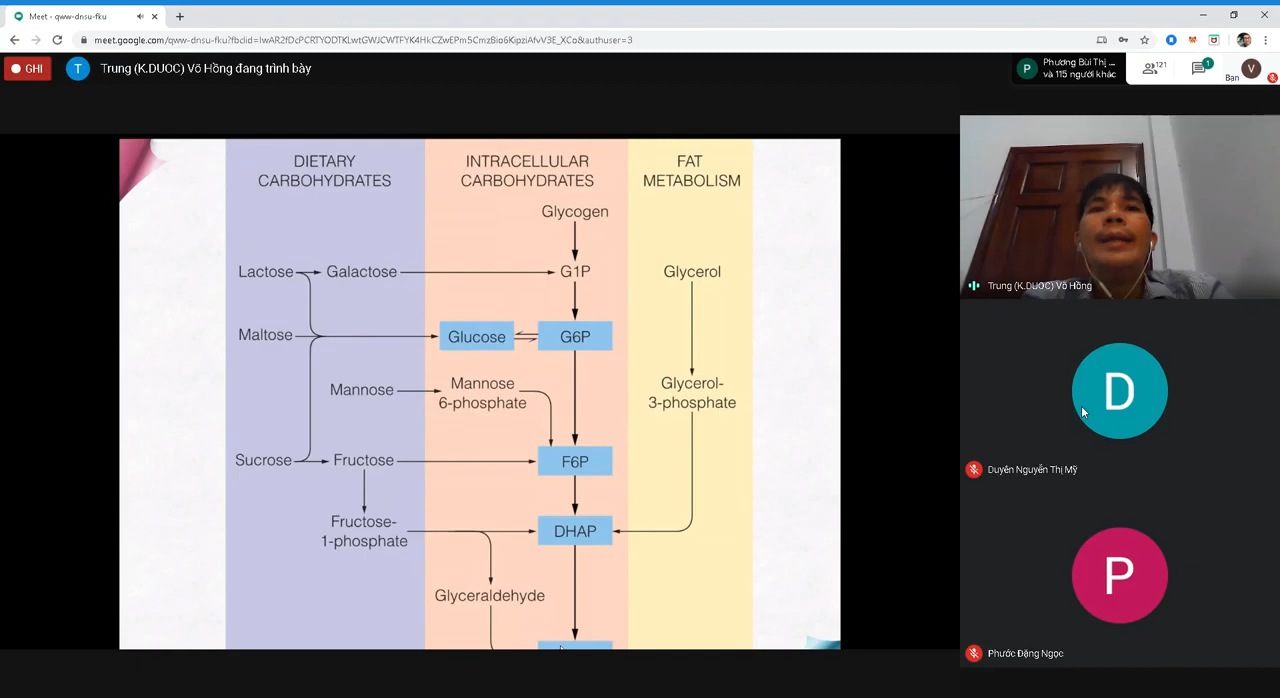 Meet - qww-dnsu-fku
meet.google.com/qww-dnsu-fku?fbclid=IwAR2fDcPCRTYODTKLwtGWJCWTFYK4HkCZwEPm5CmzBio6KipziAfvV3E_XCo&authuser=3
GHI
T
Trung (K.DUOC) Võ Hồng đang trình bày
P
Phương Bùi Thị ...
và 115 người khác
121
1
Bạn
V
DIETARY
CARBOHYDRATES
INTRACELLULAR
CARBOHYDRATES
FAT
METABOLISM
Glycogen
Lactose
Galactose
G1P
Glycerol
Maltose
Glucose
G6P
Mannose
Mannose
6-phosphate
Glycerol-
3-phosphate
Sucrose
Fructose
F6P
Fructose-
1-phosphate
DHAP
Glyceraldehyde
Trung (K.DUOC) Võ Hồng
D
Duyên Nguyễn Thị Mỹ
P
Phước Đặng Ngọc